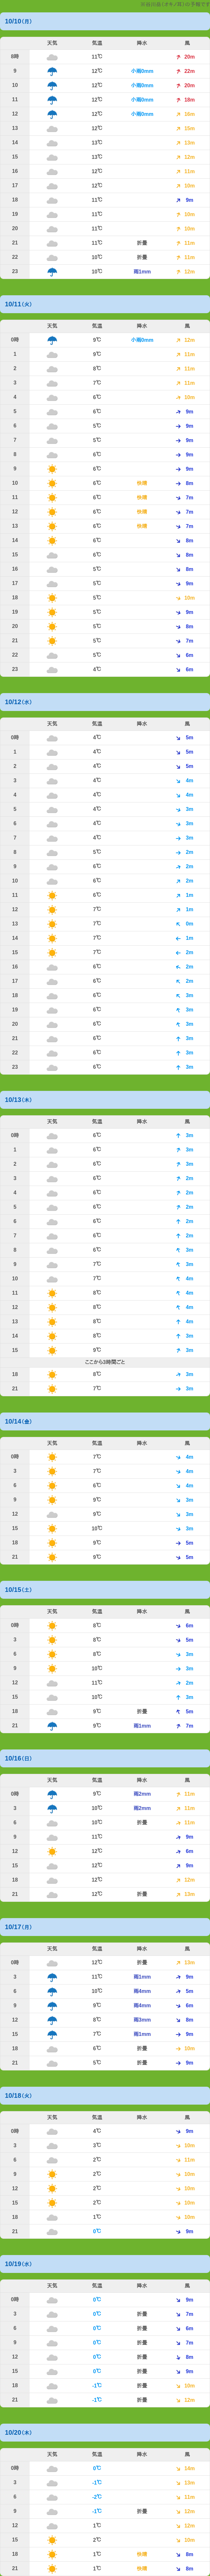 10/10(月)
天気 気温 降水 風
8時 11℃ 20m
9 12℃ 小雨0mm 22m
10 12℃ 小雨0mm 20m
11 12℃ 小雨0mm 18m
12 12℃ 小雨0mm 16m
13 12℃ 15m
14 13℃ 13m
15 13℃ 12m
16 12℃ 11m
17 12℃ 10m
18 11℃ 9m
19 11℃ 10m
20 11℃ 10m
21 11℃ 折畳 11m
22 10℃ 折畳 11m
23 10℃ 雨1mm 12m
10/11(火)
天気 気温 降水 風
0時 9℃ 小雨0mm 12m
1 9℃ 11m
2 8℃ 11m
3 7℃ 11m
4 6℃ 10m
5 6℃ 9m
6 5℃ 9m
7 5℃ 9m
8 6℃ 9m
9 6℃ 9m
10 6℃ 快晴 8m
11 6℃ 快晴 7m
12 6℃ 快晴 7m
13 6℃ 快晴 7m
14 6℃ 8m
15 6℃ 8m
16 5℃ 8m
17 5℃ 9m
18 5℃ 10m
19 5℃ 9m
20 5℃ 8m
21 5℃ 7m
22 5℃ 6m
23 4℃ 6m
10/12(水)
天気 気温 降水 風
0時 4℃ 5m
1 4℃ 5m
2 4℃ 5m
3 4℃ 4m
4 4℃ 4m
5 4℃ 3m
6 4℃ 3m
7 4℃ 3m
8 5℃ 2m
9 6℃ 2m
10 6℃ 2m
11 6℃ 1m
12 7℃ 1m
13 7℃ 0m
14 7℃ 1m
15 7℃ 2m
16 6℃ 2m
17 6℃ 2m
18 6℃ 3m
19 6℃ 3m
20 6℃ 3m
21 6℃ 3m
22 6℃ 3m
23 6℃ 3m
10/13(木)
天気 気温 降水 風
0時 6℃ 3m
1 6℃ 3m
2 6℃ 3m
3 6℃ 2m
4 6℃ 2m
5 6℃ 2m
6 6℃ 2m
7 6℃ 2m
8 6℃ 3m
9 7℃ 3m
10 7℃ 4m
11 8℃ 4m
12 8℃ 4m
13 8℃ 4m
14 8℃ 3m
15 9℃ 3m
ここから3時間ごと
18 8℃ 3m
21 7℃ 3m
10/14(金)
天気 気温 降水 風
0時 7℃ 4m
3 7℃ 4m
6 6℃ 4m
9 9℃ 3m
12 9℃ 3m
15 10℃ 3m
18 9℃ 5m
21 9℃ 5m
10/15(土)
天気 気温 降水 風
0時 8℃ 6m
3 8℃ 5m
6 8℃ 3m
9 10℃ 3m
12 11℃ 2m
15 10℃ 3m
18 9℃ 折畳 5m
21 9℃ 雨1mm 7m
10/16(日)
天気 気温 降水 風
0時 9℃ 雨2mm 11m
3 10℃ 雨2mm 11m
6 10℃ 折畳 11m
9 11℃ 9m
12 12℃ 6m
15 12℃ 9m
18 12℃ 12m
21 12℃ 折畳 13m
10/17(月)
天気 気温 降水 風
0時 12℃ 折畳 13m
3 11℃ 雨1mm 9m
6 10℃ 雨4mm 5m
9 9℃ 雨4mm 6m
12 8℃ 雨3mm 8m
15 7℃ 雨1mm 9m
18 6℃ 折畳 10m
21 5℃ 折畳 9m
10/18(火)
天気 気温 降水 風
0時 4℃ 9m
3 3℃ 10m
6 2℃ 11m
9 2℃ 10m
12 2℃ 10m
15 2℃ 10m
18 1℃ 10m
21 0℃ 9m
10/19(水)
天気 気温 降水 風
0時 0℃ 9m
3 0℃ 折畳 7m
6 0℃ 折畳 6m
9 0℃ 折畳 7m
12 0℃ 折畳 8m
15 0℃ 折畳 9m
18 -1℃ 折畳 10m
21 -1℃ 折畳 12m
10/20(木)
天気 気温 降水 風
0時 0℃ 14m
3 -1℃ 13m
6 -2℃ 11m
9 -1℃ 折畳 12m
12 1℃ 12m
15 2℃ 10m
18 1℃ 快晴 8m
21 1℃ 快晴 8m